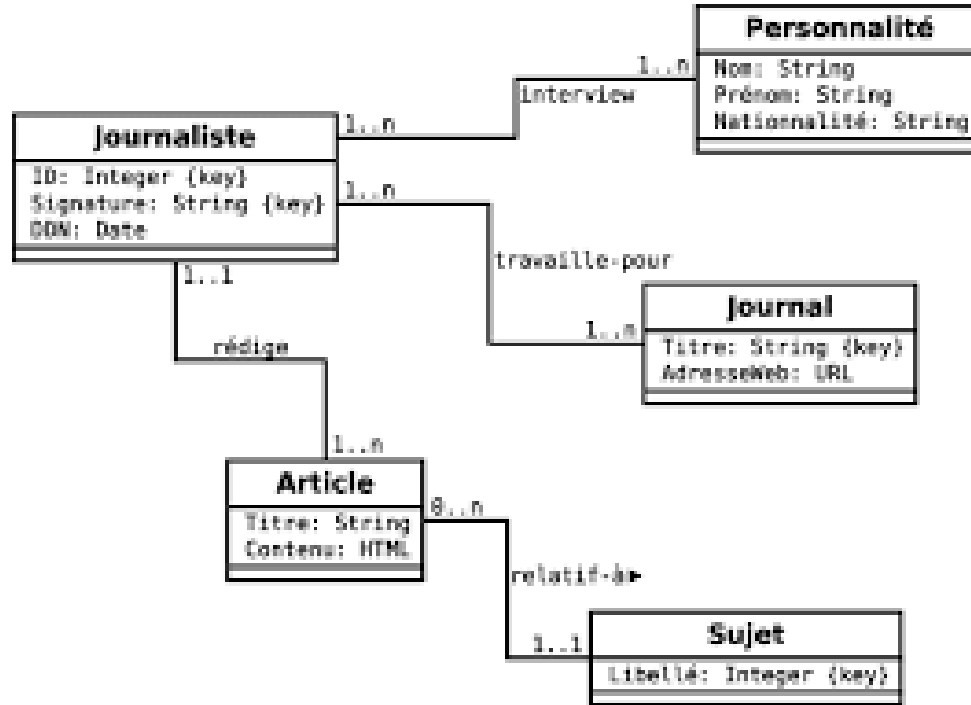 Personnalité
Nom: String
Prénom: String
Nationnalité: String
1..n
interview
1..n
Journaliste
ID: Integer {key}
Signature: String {key}
DDN: Date
1..n
travaille-pour
1..n
Journal
Titre: String {key}
AdresseWeb: URL
1..1
rédige
1..n
Article
Titre: String
Contenu: HTML
0..n
relatif-à►
1..1
Sujet
Libellé: Integer {key}